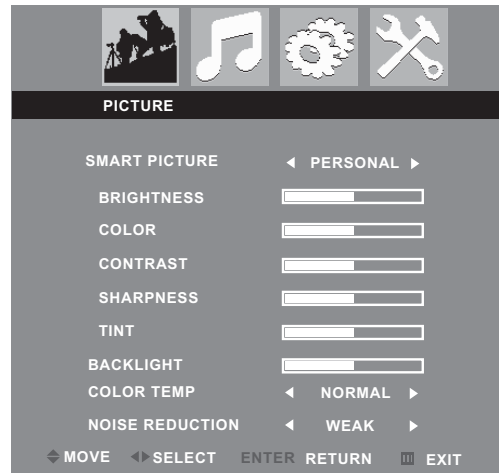 PICTURE
SMART PICTURE PERSONAL
BRIGHTNESS
COLOR
CONTRAST
SHARPNESS
TINT
BACKLIGHT
COLOR TEMP NORMAL
NOISE REDUCTION WEAK
MOVE SELECT ENTER RETURN EXIT